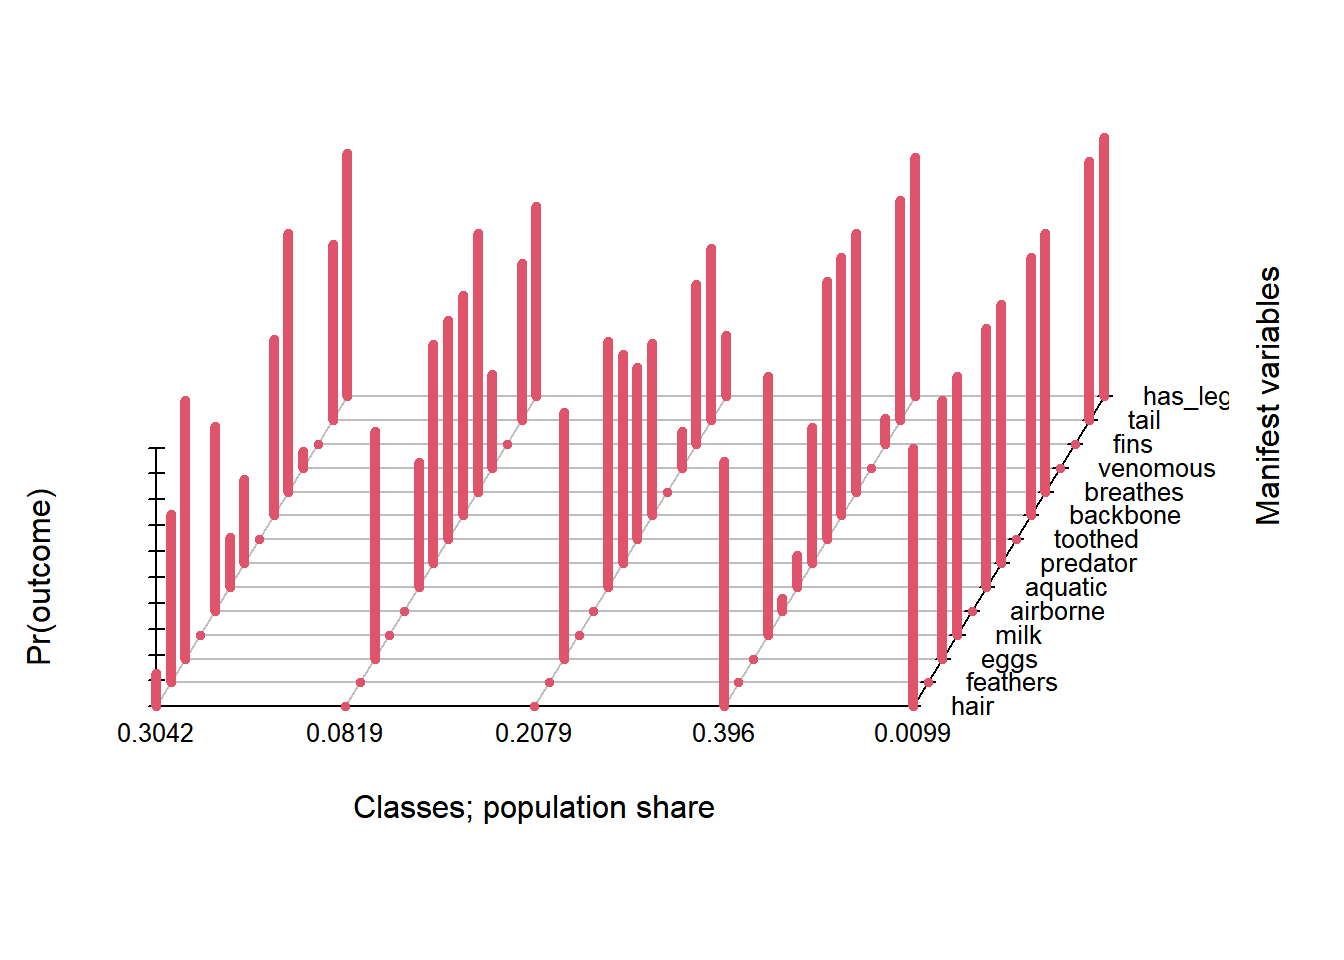 has_leg
tail
fins
venomous
breathes
backbone
toothed
predator
aquatic
airborne
milk
eggs
feathers
hair
Manifest variables
Pr(outcome)
0.3042 0.0819 0.2079 0.396 0.0099
Classes; population share